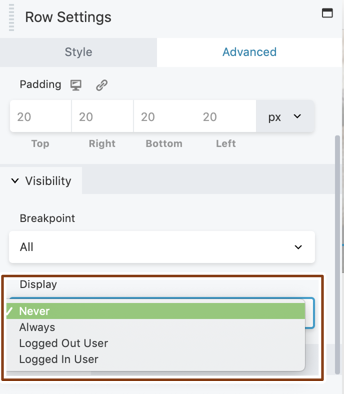 Row Settings
Style Advanced
Padding
20 20 20 20 px
Top Right Bottom Left
Visibility
Breakpoint
All
Display
Never
Always
Logged Out User
Logged In User